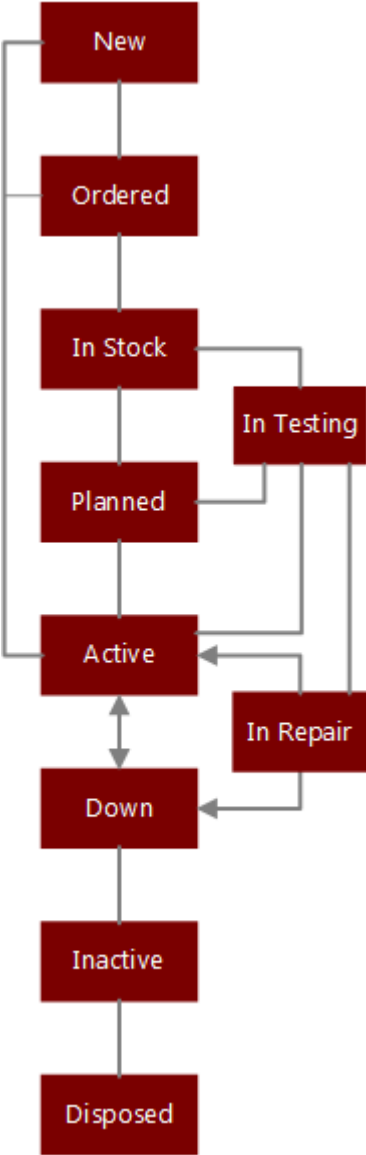 New
Ordered
In Stock
In Testing
Planned
Active
In Repair
Down
Inactive
Disposed